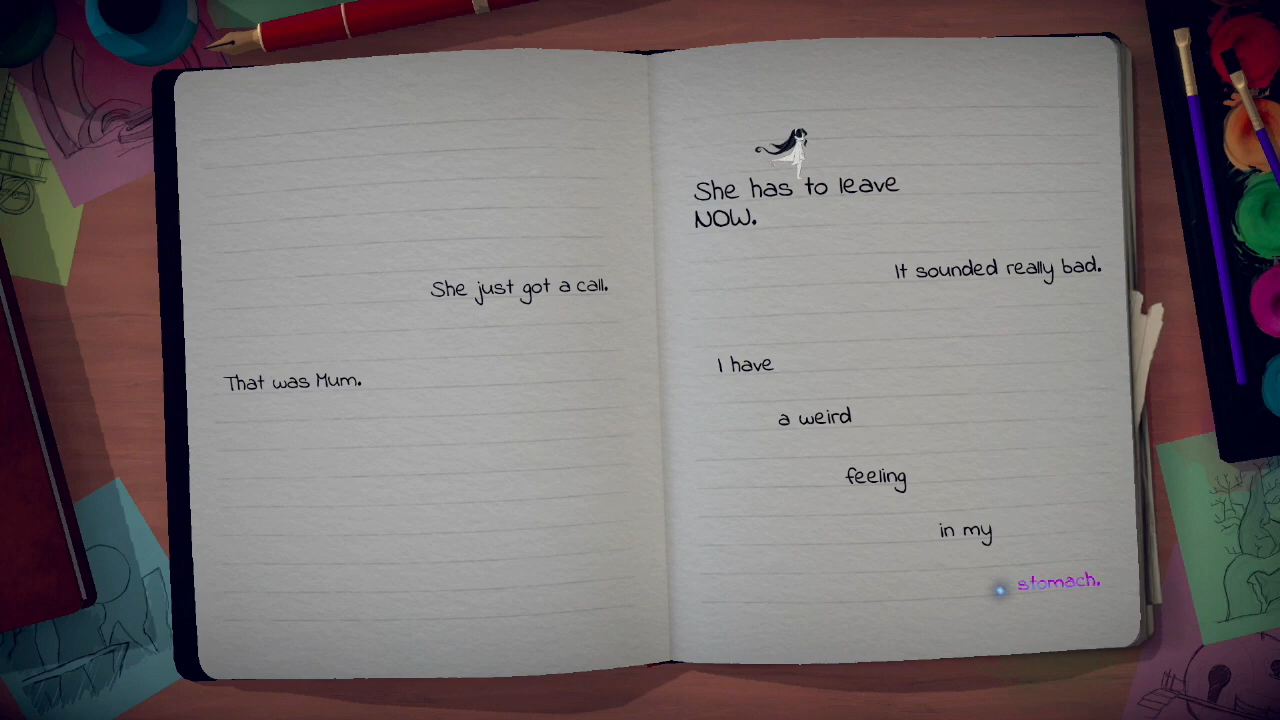 She just got a call.
That was Mum.
She has to leave
NOW.
It sounded really bad.
I have
a weird
feeling
in my
stomach.